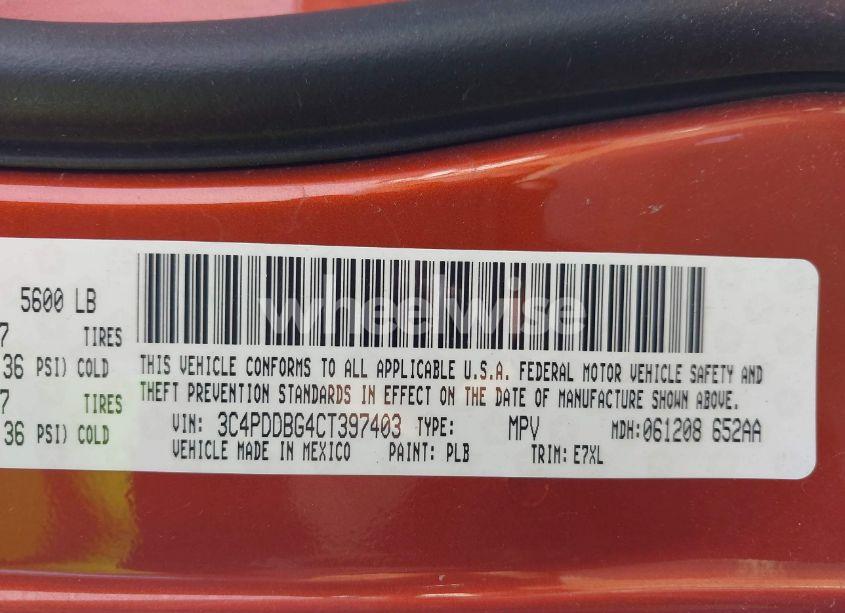 5600 LB
7 TIRES
36 PSI) COLD
7 TIRES
36 PSI) COLD
wheelwise
THIS VEHICLE CONFORMS TO ALL APPLICABLE U.S.A. FEDERAL MOTOR VEHICLE SAFETY AND
THEFT PREVENTION STANDARDS IN EFFECT ON THE DATE OF MANUFACTURE SHOWN ABOVE.
VIN: 3C4PDDBG4CT397403 TYPE: MPV MDH:061208 652AA
VEHICLE MADE IN MEXICO PAINT: PLB TRIM: E7XL